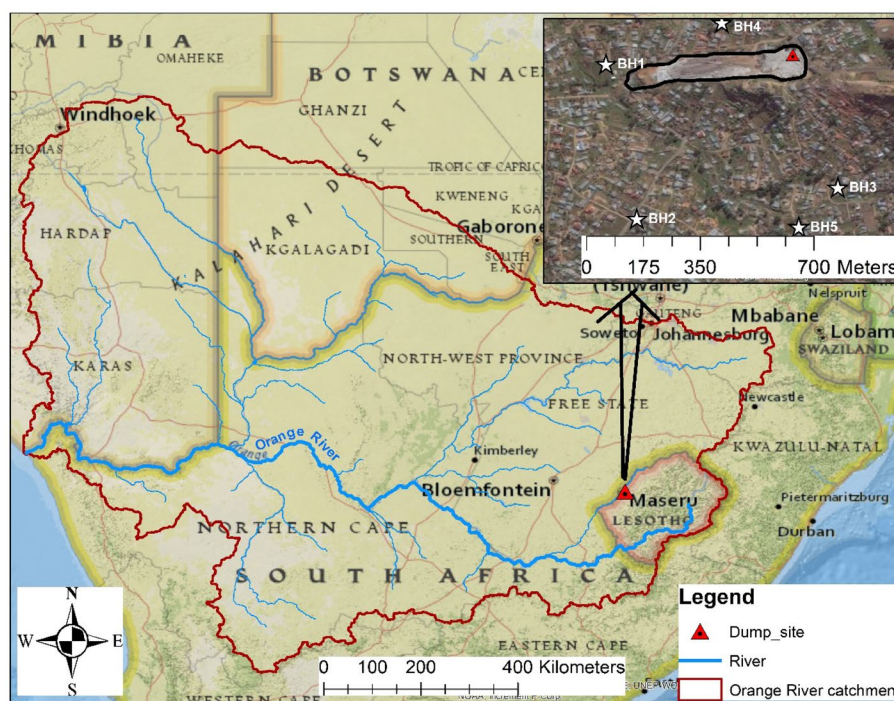 MIBIA
OMAHEKE
BOTSWANA
GHANZI
Windhoek
KHOMAS
TROPIC OF CAPRICO
KWENENG
KALAHARI DESERT
HARDAP
KGALAGADI
SOUTHERN
Gaborone
SOUTH
EAST
BH4
BH1
BH3
BH2
BH5
0 175 350 700 Meters
(Tshwane)
Nelspruit
Mbabane
Soweto
Johannesburg
Lobam
SWAZILAND
NORTH-WEST PROVINCE
KARAS
FREE STATE
Newcastle
Orange
Orange River
Kimberley
KWAZULU-NATAL
Bloemfontein
Maseru
LESOTHO
Pietermaritzburg
Durban
NORTHERN CAPE
SOUTH AFRICA
EASTERN CAPE
WESTERN CAPE
N
W E
S
0 100 200 400 Kilometers
Legend
Dump_site
River
Orange River catchment